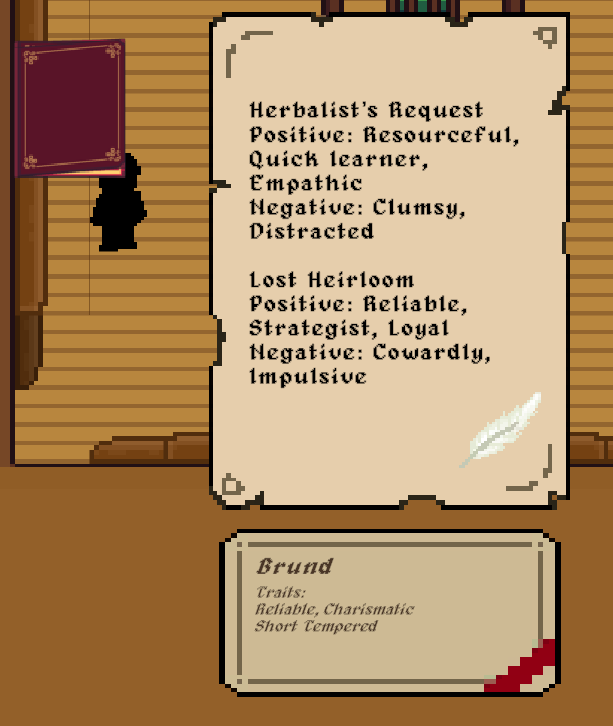 Herbalist's Request
Positive: Resourceful,
Quick learner,
Empathic
Negative: Clumsy,
Distracted
Lost Heirloom
Positive: Reliable,
Strategist, Loyal
Negative: Cowardly,
Impulsive
Brund
Traits:
Reliable, Charismatic
Short Tempered